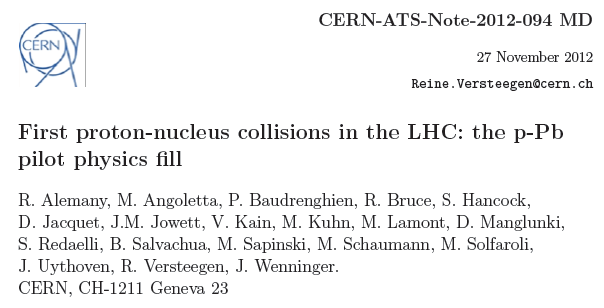 CERN
CERN-ATS-Note-2012-094 MD
27 November 2012
Reine.Versteegen@cern.ch
First proton-nucleus collisions in the LHC: the p-Pb
pilot physics fill
R. Alemany, M. Angoletta, P. Baudrenghien, R. Bruce, S. Hancock,
D. Jacquet, J.M. Jowett, V. Kain, M. Kuhn, M. Lamont, D. Manglunki,
S. Redaelli, B. Salvachua, M. Sapinski, M. Schaumann, M. Solfaroli,
J. Uythoven, R. Versteegen, J. Wenninger.
CERN, CH-1211 Geneva 23